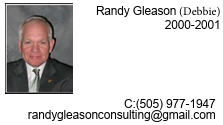 Randy Gleason (Debbie)
2000-2001
C:(505) 977-1947
randygleasonconsulting@gmail.com